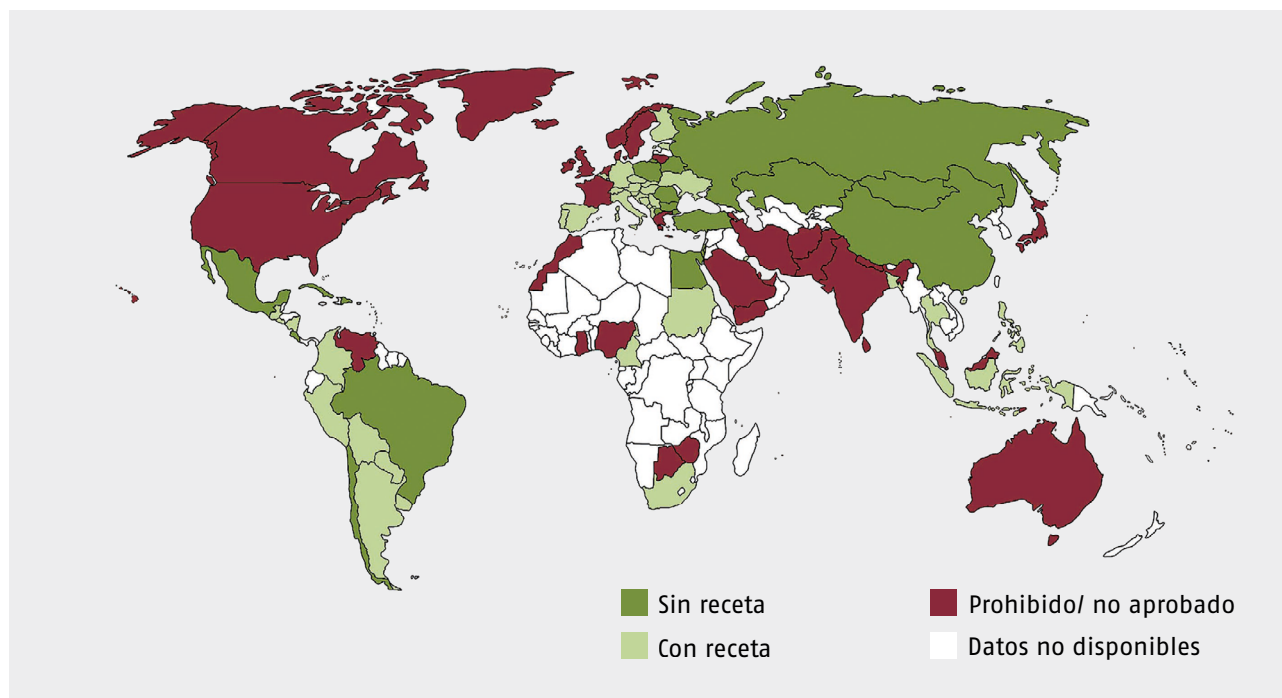 Sin receta
Con receta
Prohibido/ no aprobado
Datos no disponibles